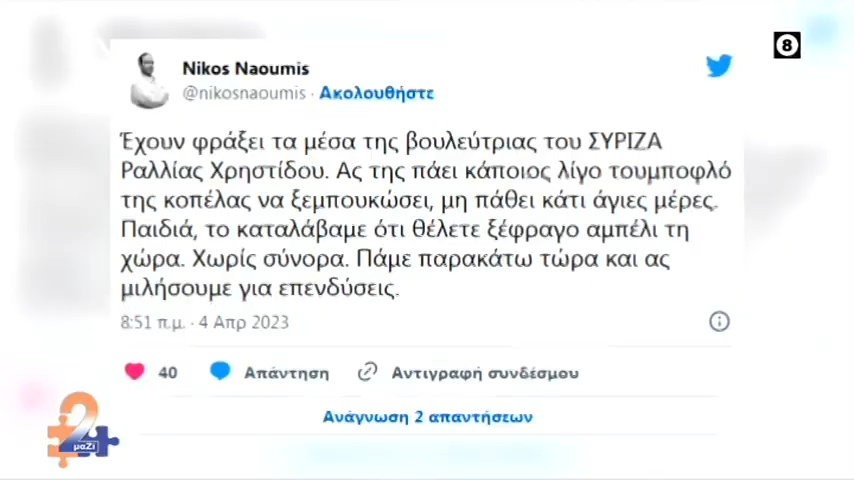 8
Nikos Naoumis
@nikosnaoumis · Ακολουθήστε
Έχουν φράξει τα μέσα της βουλεύτριας του ΣΥΡΙΖΑ
Ραλλίας Χρηστίδου. Ας της πάει κάποιος λίγο τουμποφλό
της κοπέλας να ξεμπουκώσει, μη πάθει κάτι άγιες μέρες.
Παιδιά, το καταλάβαμε ότι θέλετε ξέφραγο αμπέλι τη
χώρα. Χωρίς σύνορα. Πάμε παρακάτω τώρα και ας
μιλήσουμε για επενδύσεις.
8:51 π.μ. · 4 Απρ 2023
40 Απάντηση Αντιγραφή συνδέσμου
Ανάγνωση 2 απαντήσεων
2
μαΖί